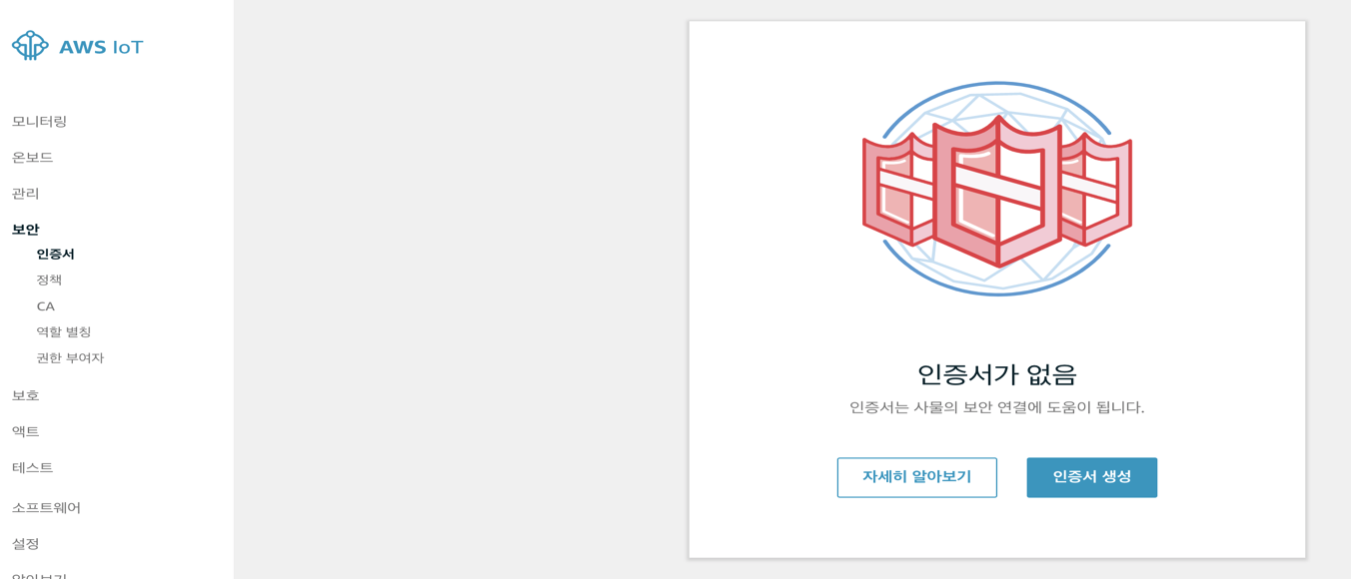 AWS IoT
모니터링
온보드
관리
보안
인증서
정책
CA
역할 별칭
권한 부여자
보호
액트
테스트
소프트웨어
설정
알아보기
인증서가 없음
인증서는 사물의 보안 연결에 도움이 됩니다.
자세히 알아보기
인증서 생성